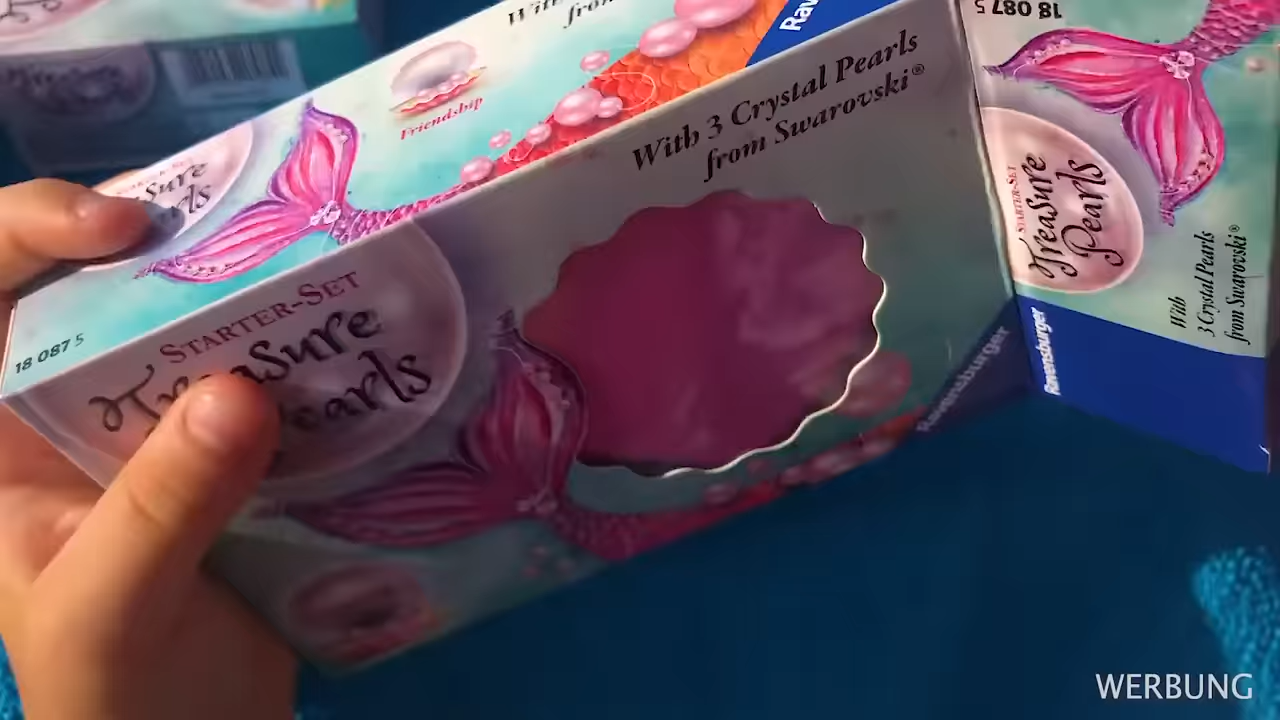 Friendship
Rav
With 3 Crystal Pearls
from Swarovski®
STARTER-SET
Treasure
Pearls
18 087 5
Ravensburger
18 087 5
STARTER-SET
Treasure
Pearls
With
3 Crystal Pearls
from Swarovski®
Ravensburger
WERBUNG